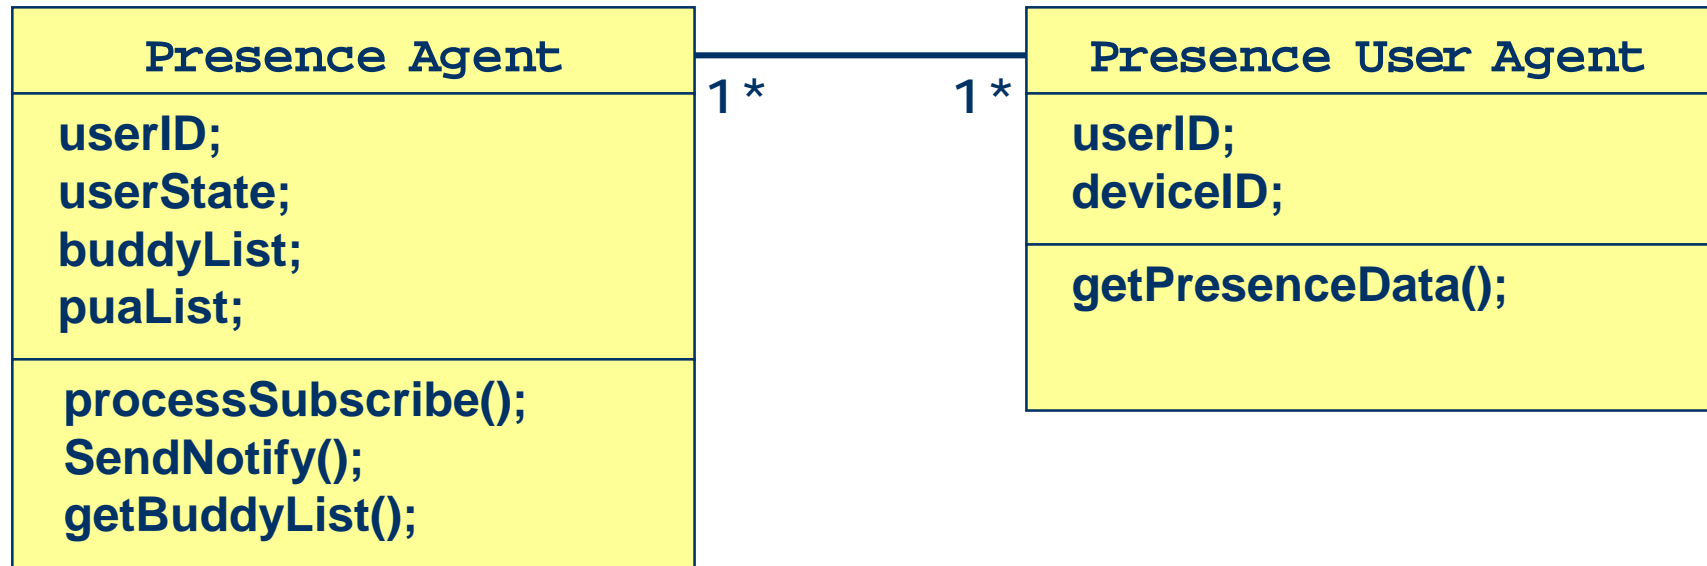 Presence Agent
userID;
userState;
buddyList;
puaList;
processSubscribe();
SendNotify();
getBuddyList();
1*
1*
Presence User Agent
userID;
deviceID;
getPresenceData();